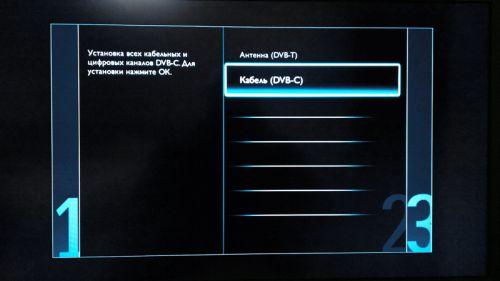 Установка всех кабельных и
цифровых каналов DVB-C. Для
установки нажмите OK.
Антенна (DVB-T)
Кабель (DVB-C)
1
2
3